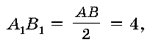 A₁B₁ = AB/2 = 4,